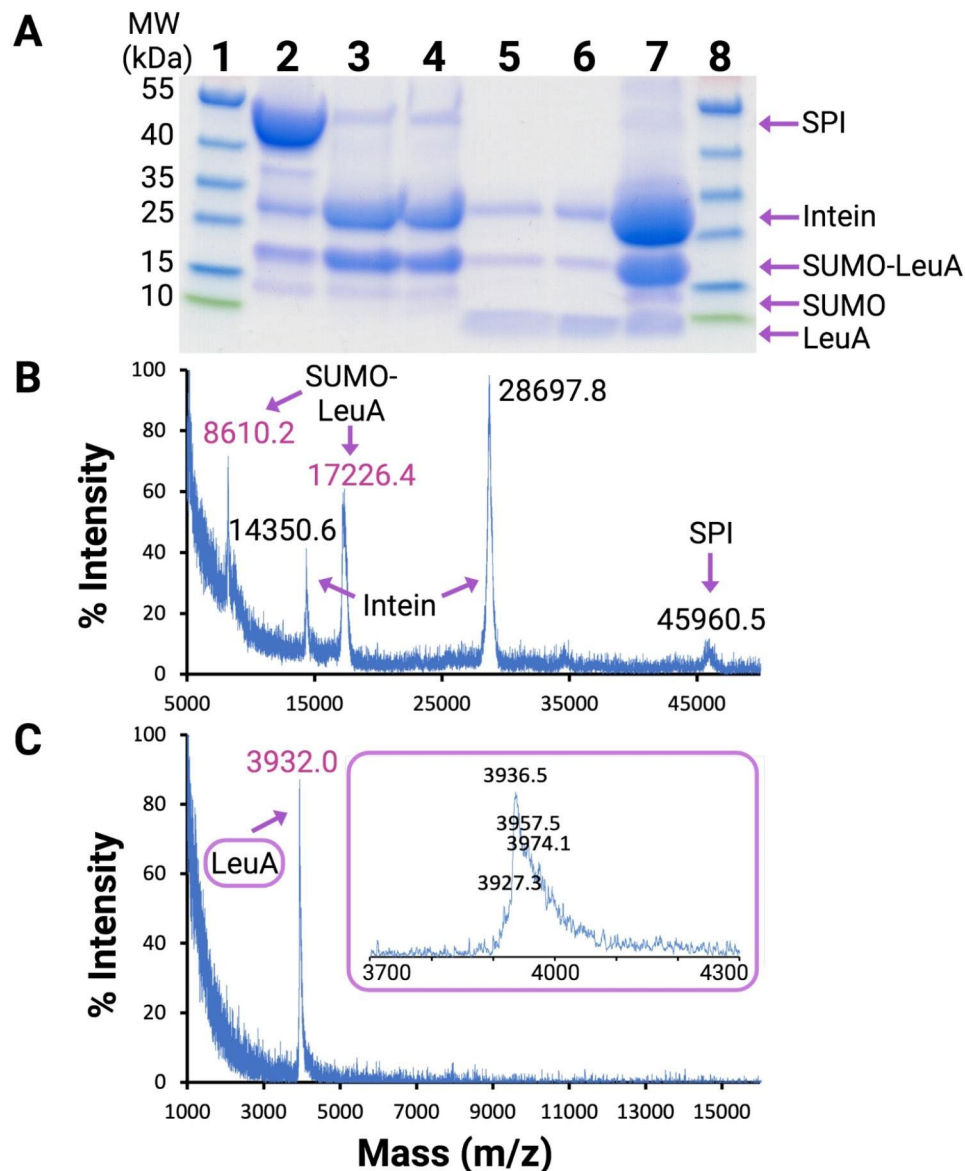 A
MW
(kDa)
1 2 3 4 5 6 7 8
55
40
35
25
15
10
SPI
Intein
SUMO-LeuA
SUMO
LeuA
B
% Intensity
100
80
60
40
20
0
SUMO-
LeuA
8610.2
17226.4
14350.6
28697.8
Intein
SPI
45960.5
5000 15000 25000 35000 45000
C
% Intensity
100
80
60
40
20
0
3932.0
LeuA
3936.5
3957.5
3974.1
3927.3
3700 4000 4300
1000 3000 5000 7000 9000 11000 13000 15000
Mass (m/z)